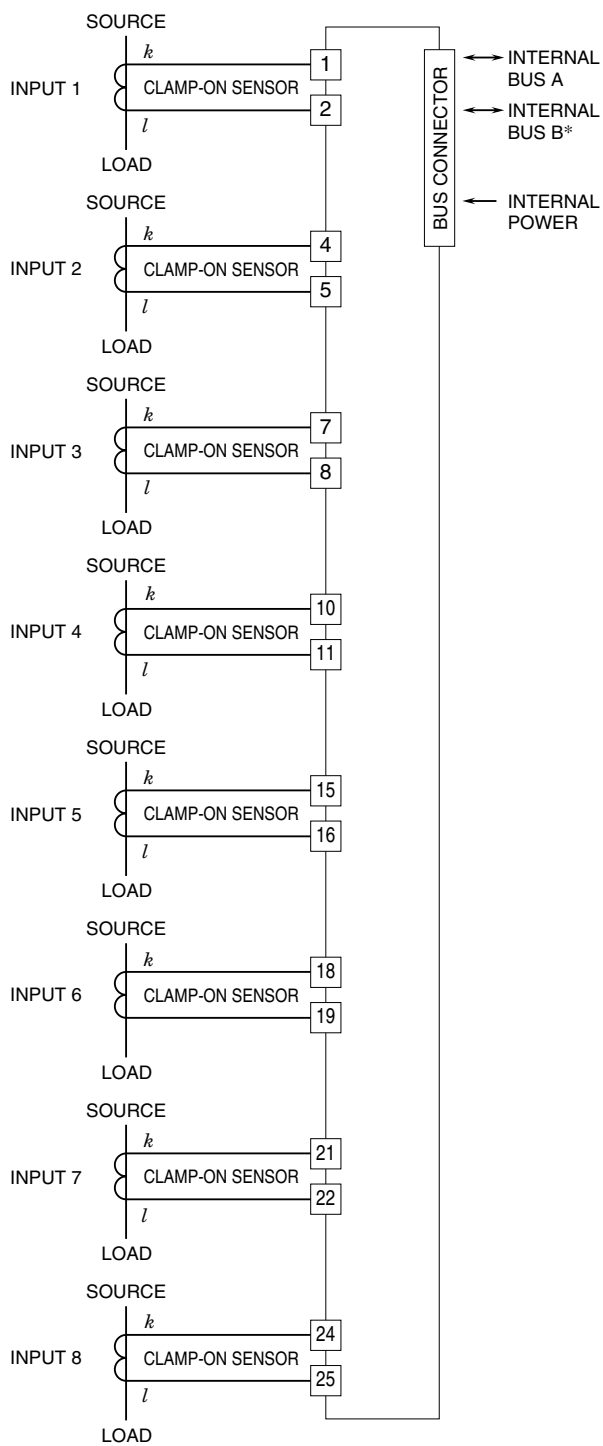 SOURCE
k
INPUT 1
CLAMP-ON SENSOR
1
2
l
LOAD
BUS CONNECTOR
INTERNAL
BUS A
INTERNAL
BUS B*
INTERNAL
POWER
SOURCE
k
INPUT 2
CLAMP-ON SENSOR
4
5
l
LOAD
SOURCE
k
INPUT 3
CLAMP-ON SENSOR
7
8
l
LOAD
SOURCE
k
INPUT 4
CLAMP-ON SENSOR
10
11
l
LOAD
SOURCE
k
INPUT 5
CLAMP-ON SENSOR
15
16
l
LOAD
SOURCE
k
INPUT 6
CLAMP-ON SENSOR
18
19
l
LOAD
SOURCE
k
INPUT 7
CLAMP-ON SENSOR
21
22
l
LOAD
SOURCE
k
INPUT 8
CLAMP-ON SENSOR
24
25
l
LOAD